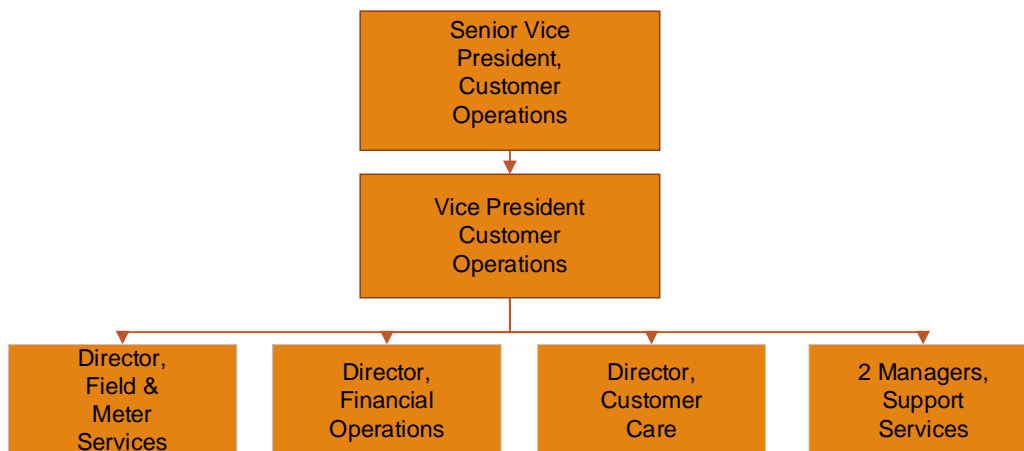 Senior Vice
President,
Customer
Operations
Vice President
Customer
Operations
Director,
Field &
Meter
Services
Director,
Financial
Operations
Director,
Customer
Care
2 Managers,
Support
Services